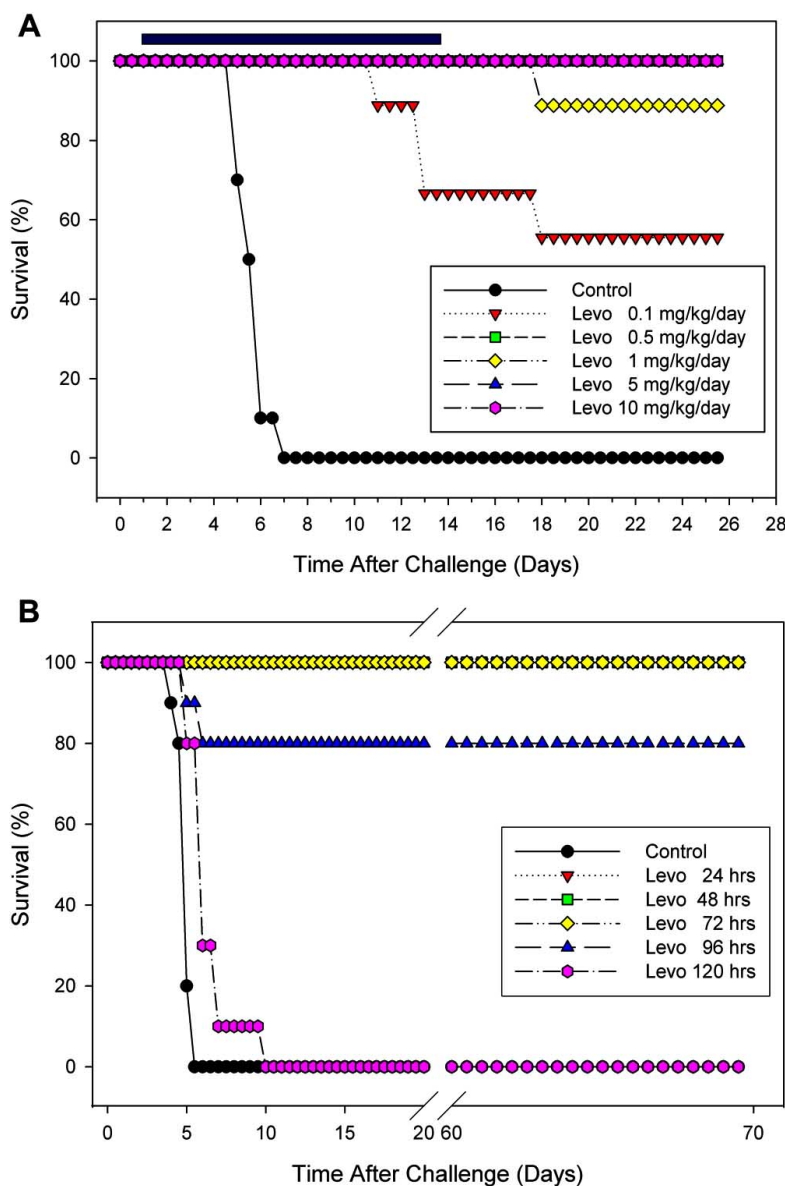 A
Survival (%)
100
80
60
40
20
0
Control
Levo 0.1 mg/kg/day
Levo 0.5 mg/kg/day
Levo 1 mg/kg/day
Levo 5 mg/kg/day
Levo 10 mg/kg/day
0 2 4 6 8 10 12 14 16 18 20 22 24 26 28
Time After Challenge (Days)
B
Survival (%)
100
80
60
40
20
0
Control
Levo 24 hrs
Levo 48 hrs
Levo 72 hrs
Levo 96 hrs
Levo 120 hrs
0 5 10 15 20 60 70
Time After Challenge (Days)